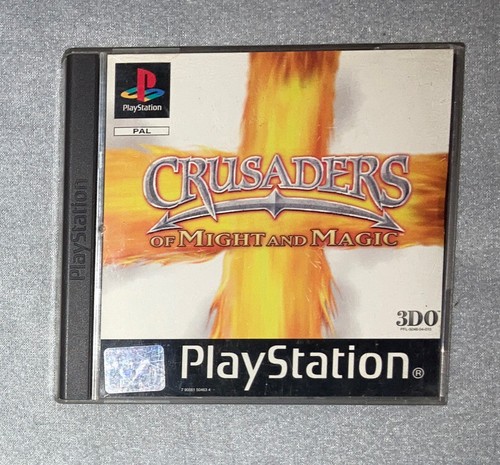 PlayStation
PAL
PlayStation
CRUSADERS
OF MIGHT AND MAGIC
3DO
PlayStation®